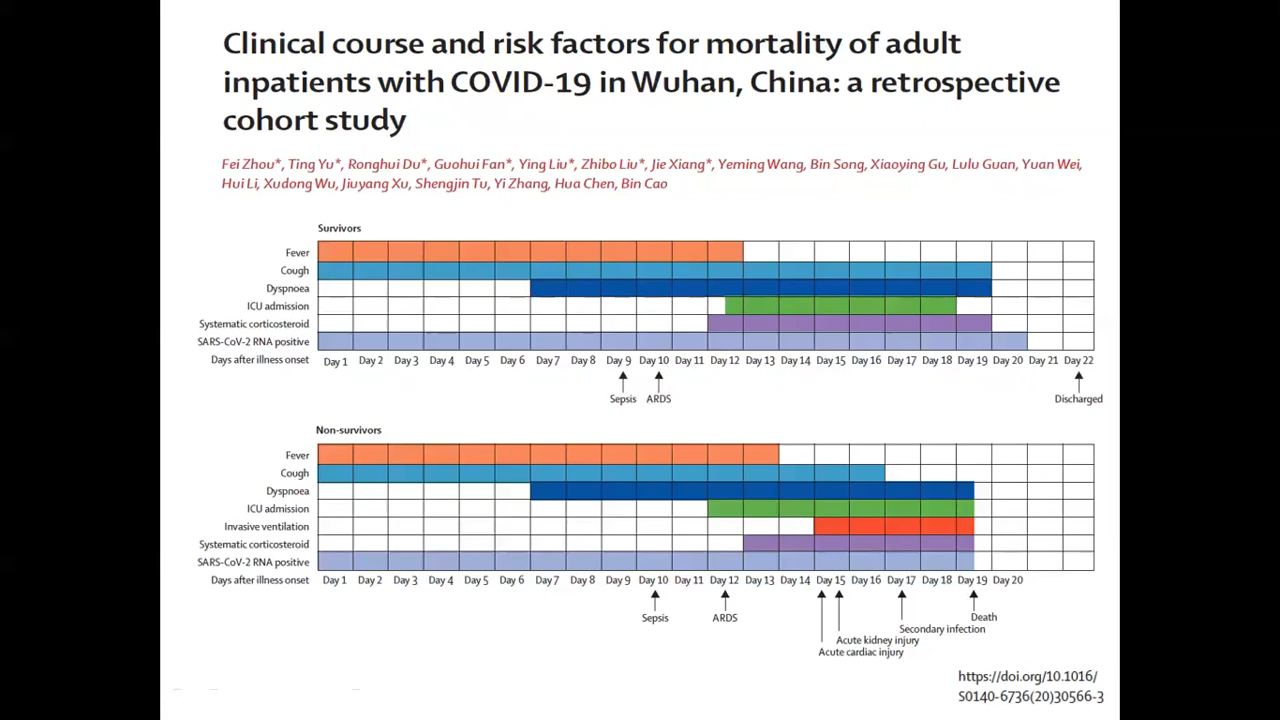 Clinical course and risk factors for mortality of adult
inpatients with COVID-19 in Wuhan, China: a retrospective
cohort study
Fei Zhou*, Ting Yu*, Ronghui Du*, Guohui Fan*, Ying Liu*, Zhibo Liu*, Jie Xiang*, Yeming Wang, Bin Song, Xiaoying Gu, Lulu Guan, Yuan Wei,
Hui Li, Xudong Wu, Jiuyang Xu, Shengjin Tu, Yi Zhang, Hua Chen, Bin Cao
Survivors
Fever
Cough
Dyspnoea
ICU admission
Systematic corticosteroid
SARS-CoV-2 RNA positive
Days after illness onset Day 1 Day 2 Day 3 Day 4 Day 5 Day 6 Day 7 Day 8 Day 9 Day 10 Day 11 Day 12 Day 13 Day 14 Day 15 Day 16 Day 17 Day 18 Day 19 Day 20 Day 21 Day 22
Sepsis ARDS Discharged
Non-survivors
Fever
Cough
Dyspnoea
ICU admission
Invasive ventilation
Systematic corticosteroid
SARS-CoV-2 RNA positive
Days after illness onset Day 1 Day 2 Day 3 Day 4 Day 5 Day 6 Day 7 Day 8 Day 9 Day 10 Day 11 Day 12 Day 13 Day 14 Day 15 Day 16 Day 17 Day 18 Day 19 Day 20
Sepsis ARDS Death
Secondary infection
Acute kidney injury
Acute cardiac injury
https://doi.org/10.1016/
S0140-6736(20)30566-3